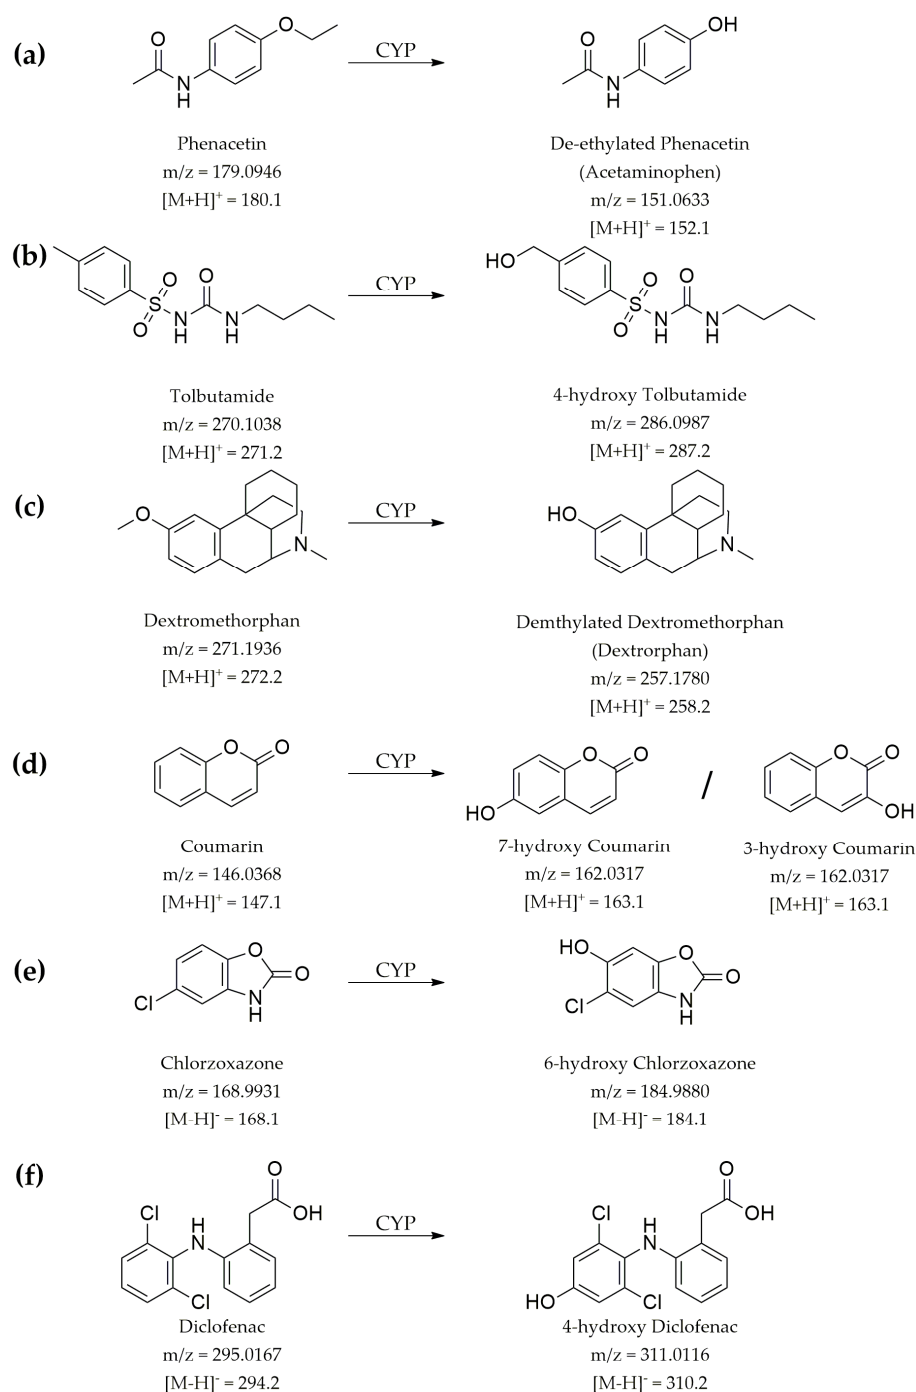 (a)
O
O
N
H
CYP
OH
O
N
H
Phenacetin
m/z = 179.0946
[M+H]⁺ = 180.1
De-ethylated Phenacetin
(Acetaminophen)
m/z = 151.0633
[M+H]⁺ = 152.1
(b)
O
O
S
O
N
H
N
H
CYP
HO
O
O
S
O
N
H
N
H
Tolbutamide
m/z = 270.1038
[M+H]⁺ = 271.2
4-hydroxy Tolbutamide
m/z = 286.0987
[M+H]⁺ = 287.2
(c)
O
N
CYP
HO
N
Dextromethorphan
m/z = 271.1936
[M+H]⁺ = 272.2
Demthylated Dextromethorphan
(Dextrorphan)
m/z = 257.1780
[M+H]⁺ = 258.2
(d)
O
O
CYP
O
O
HO
/
O
O
OH
Coumarin
m/z = 146.0368
[M+H]⁺ = 147.1
7-hydroxy Coumarin
m/z = 162.0317
[M+H]⁺ = 163.1
3-hydroxy Coumarin
m/z = 162.0317
[M+H]⁺ = 163.1
(e)
O
O
Cl
N
H
CYP
HO
O
O
Cl
N
H
Chlorzoxazone
m/z = 168.9931
[M-H]⁻ = 168.1
6-hydroxy Chlorzoxazone
m/z = 184.9880
[M-H]⁻ = 184.1
(f)
O
OH
Cl
H
N
Cl
CYP
O
OH
Cl
H
N
HO
Cl
Diclofenac
m/z = 295.0167
[M-H]⁻ = 294.2
4-hydroxy Diclofenac
m/z = 311.0116
[M-H]⁻ = 310.2